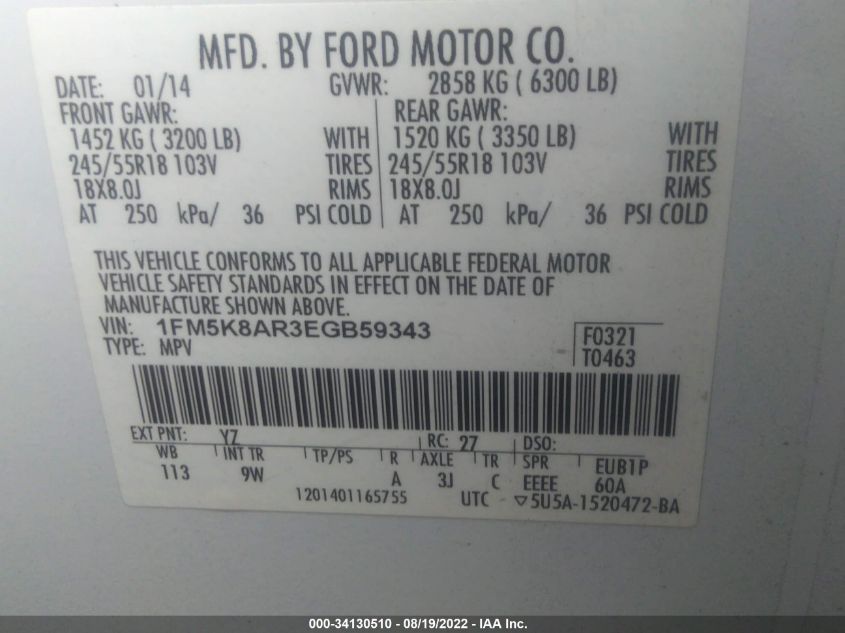 MFD. BY FORD MOTOR CO.
DATE: 01/14 GVWR: 2858 KG ( 6300 LB)
FRONT GAWR: REAR GAWR:
1452 KG ( 3200 LB) WITH 1520 KG ( 3350 LB) WITH
245/55R18 103V TIRES 245/55R18 103V TIRES
18X8.0J RIMS 18X8.0J RIMS
AT 250 kPa/ 36 PSI COLD AT 250 kPa/ 36 PSI COLD
THIS VEHICLE CONFORMS TO ALL APPLICABLE FEDERAL MOTOR
VEHICLE SAFETY STANDARDS IN EFFECT ON THE DATE OF
MANUFACTURE SHOWN ABOVE.
VIN: 1FM5K8AR3EGB59343 F0321
TYPE: MPV T0463
EXT PNT: YZ RC: 27 DSO:
WB INT TR TP/PS R AXLE TR SPR EUB1P
113 9W A 3J C EEEE 60A
1201401165755 UTC ▽5U5A-1520472-BA
000-34130510 - 08/19/2022 - IAA Inc.